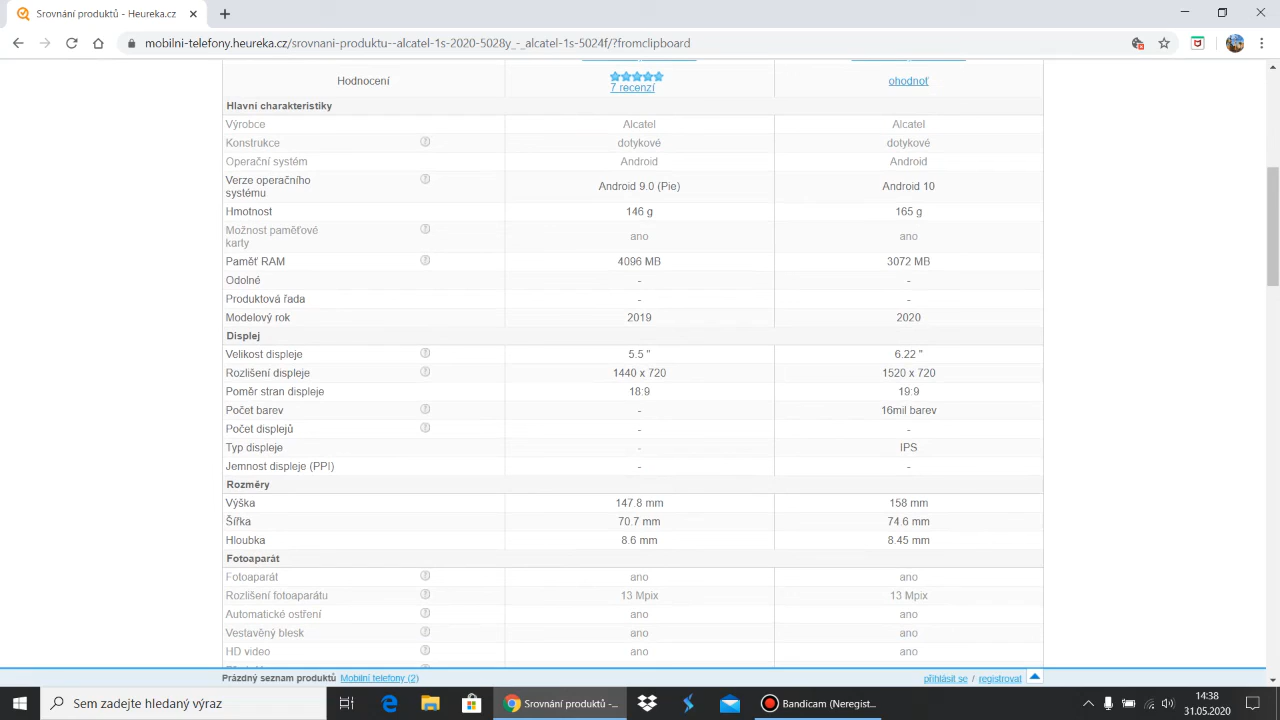 Srovnání produktů - Heureka.cz
mobilni-telefony.heureka.cz/srovnani-produktu--alcatel-1s-2020-5028y_-_alcatel-1s-5024f/?fromclipboard
Hodnocení 7 recenzí ohodnoť
Hlavní charakteristiky
Výrobce Alcatel Alcatel
Konstrukce dotykové dotykové
Operační systém Android Android
Verze operačního
systému Android 9.0 (Pie) Android 10
Hmotnost 146 g 165 g
Možnost paměťové
karty ano ano
Paměť RAM 4096 MB 3072 MB
Odolné - -
Produktová řada - -
Modelový rok 2019 2020
Displej
Velikost displeje 5.5 " 6.22 "
Rozlišení displeje 1440 x 720 1520 x 720
Poměr stran displeje 18:9 19:9
Počet barev - 16mil barev
Počet displejů - -
Typ displeje - IPS
Jemnost displeje (PPI) - -
Rozměry
Výška 147.8 mm 158 mm
Šířka 70.7 mm 74.6 mm
Hloubka 8.6 mm 8.45 mm
Fotoaparát
Fotoaparát ano ano
Rozlišení fotoaparátu 13 Mpix 13 Mpix
Automatické ostření ano ano
Vestavěný blesk ano ano
HD video ano ano
Prázdný seznam produktů Mobilní telefony (2) přihlásit se / registrovat
Sem zadejte hledaný výraz
Srovnání produktů -...
Bandicam (Neregist...
14:38
31.05.2020